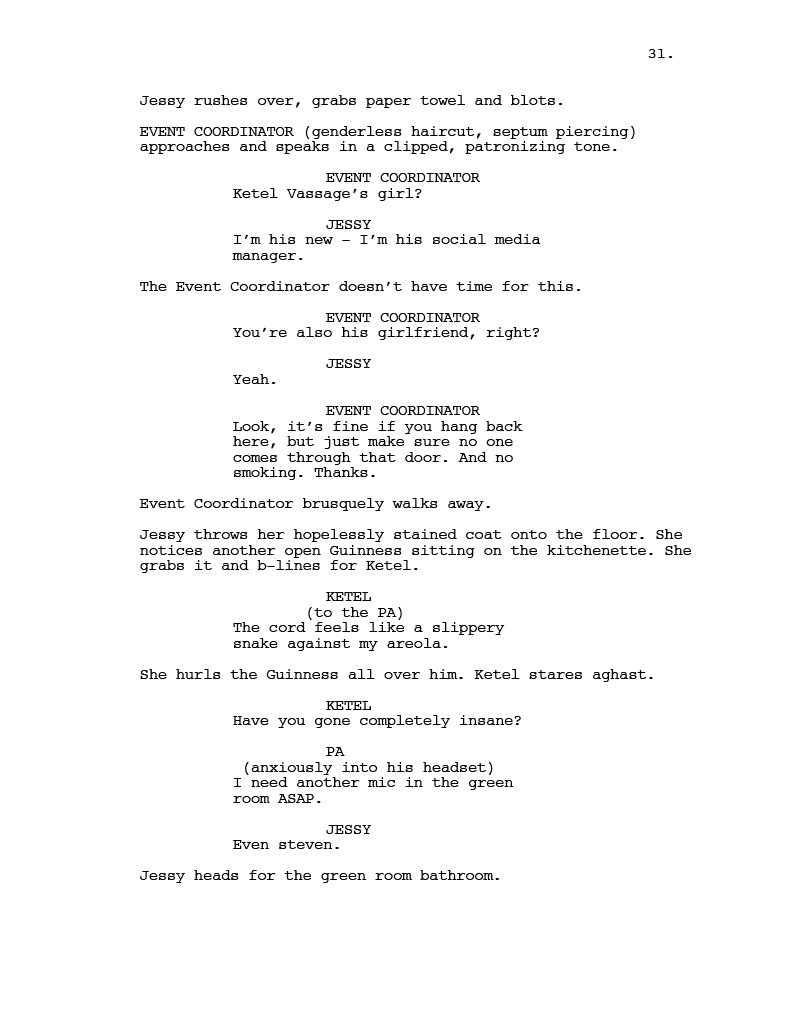 31.
Jessy rushes over, grabs paper towel and blots.
EVENT COORDINATOR (genderless haircut, septum piercing)
approaches and speaks in a clipped, patronizing tone.
EVENT COORDINATOR
Ketel Vassage’s girl?
JESSY
I’m his new – I’m his social media
manager.
The Event Coordinator doesn’t have time for this.
EVENT COORDINATOR
You’re also his girlfriend, right?
JESSY
Yeah.
EVENT COORDINATOR
Look, it’s fine if you hang back
here, but just make sure no one
comes through that door. And no
smoking. Thanks.
Event Coordinator brusquely walks away.
Jessy throws her hopelessly stained coat onto the floor. She
notices another open Guinness sitting on the kitchenette. She
grabs it and b-lines for Ketel.
KETEL
(to the PA)
The cord feels like a slippery
snake against my areola.
She hurls the Guinness all over him. Ketel stares aghast.
KETEL
Have you gone completely insane?
PA
(anxiously into his headset)
I need another mic in the green
room ASAP.
JESSY
Even steven.
Jessy heads for the green room bathroom.